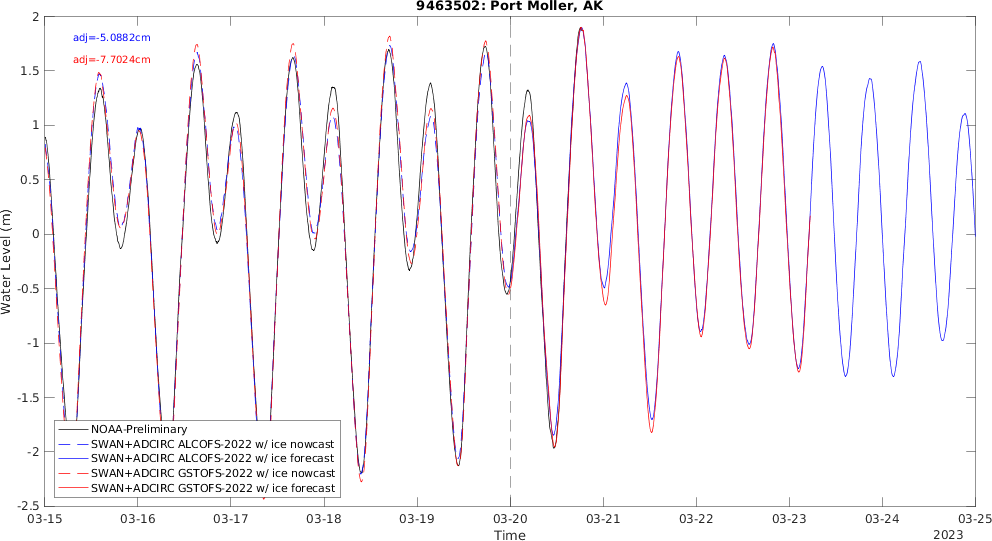 9463502: Port Moller, AK
adj=-5.0882cm
adj=-7.7024cm
Water Level (m)
2
1.5
1
0.5
0
-0.5
-1
-1.5
-2
-2.5
NOAA-Preliminary
SWAN+ADCIRC ALCOFS-2022 w/ ice nowcast
SWAN+ADCIRC ALCOFS-2022 w/ ice forecast
SWAN+ADCIRC GSTOFS-2022 w/ ice nowcast
SWAN+ADCIRC GSTOFS-2022 w/ ice forecast
03-15 03-16 03-17 03-18 03-19 03-20 03-21 03-22 03-23 03-24 03-25
Time
2023